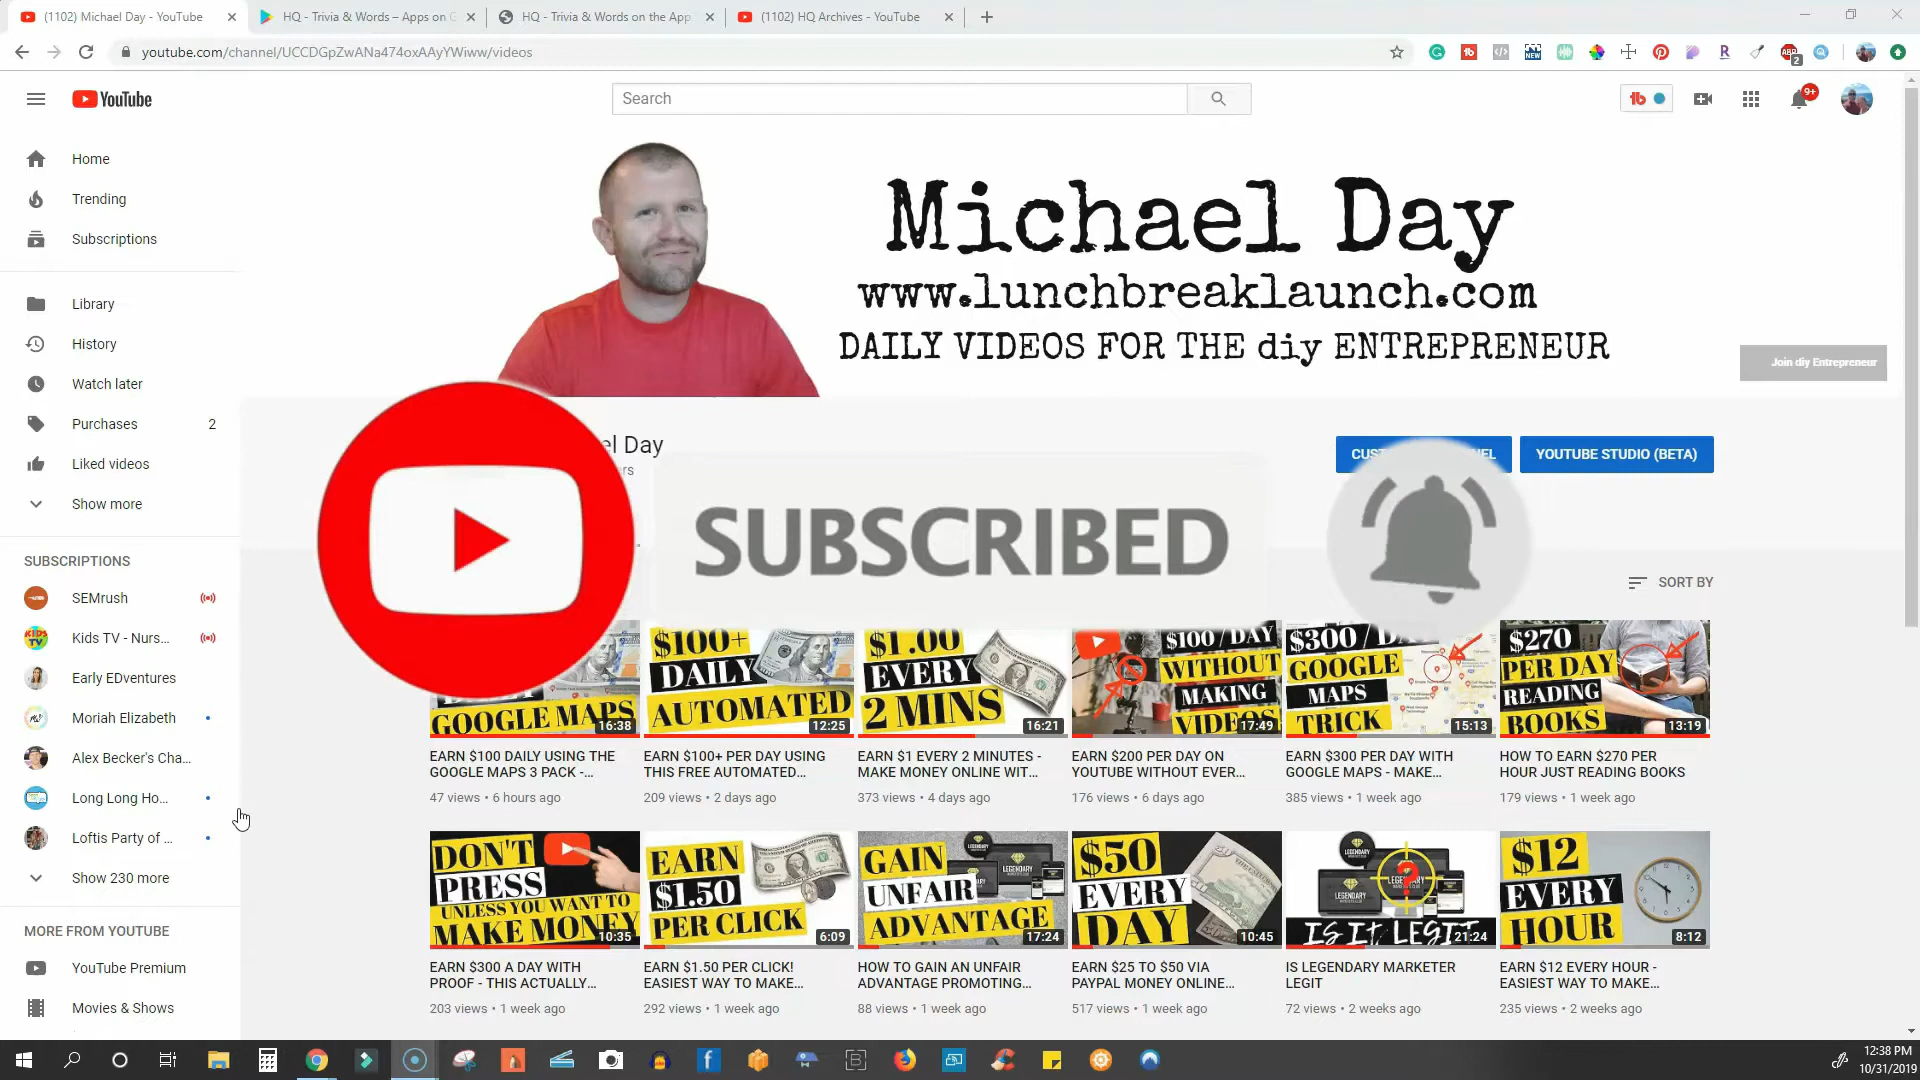 (1102) Michael Day - YouTube
HQ - Trivia & Words – Apps on G
HQ - Trivia & Words on the App
(1102) HQ Archives - YouTube
youtube.com/channel/UCCDGpZwANa474oxAAyYWiww/videos
YouTube
Search
9+
Home
Trending
Subscriptions
Library
History
Watch later
Purchases 2
Liked videos
Show more
SUBSCRIPTIONS
SEMrush
Kids TV - Nurs...
Early EDventures
Moriah Elizabeth
Alex Becker's Cha...
Long Long Ho...
Loftis Party of ...
Show 230 more
MORE FROM YOUTUBE
YouTube Premium
Movies & Shows
Michael Day
www.lunchbreaklaunch.com
DAILY VIDEOS FOR THE diy ENTREPRENEUR
Join diy Entrepreneur
el Day
rs
CUS
EL
YOUTUBE STUDIO (BETA)
SUBSCRIBED
SORT BY
GOOGLE MAPS
16:38
$100+
DAILY
AUTOMATED
12:25
$1.00
EVERY
2 MINS
16:21
$100/DAY
WITHOUT
MAKING
VIDEOS
17:49
$300/DAY
GOOGLE
MAPS
TRICK
15:13
$270
PER DAY
READING
BOOKS
13:19
EARN $100 DAILY USING THE
GOOGLE MAPS 3 PACK -...
47 views • 6 hours ago
EARN $100+ PER DAY USING
THIS FREE AUTOMATED...
209 views • 2 days ago
EARN $1 EVERY 2 MINUTES -
MAKE MONEY ONLINE WIT...
373 views • 4 days ago
EARN $200 PER DAY ON
YOUTUBE WITHOUT EVER...
176 views • 6 days ago
EARN $300 PER DAY WITH
GOOGLE MAPS - MAKE...
385 views • 1 week ago
HOW TO EARN $270 PER
HOUR JUST READING BOOKS
179 views • 1 week ago
DON'T
PRESS
UNLESS YOU WANT TO
MAKE MONEY
10:35
EARN
$1.50
PER CLICK
6:09
GAIN
UNFAIR
ADVANTAGE
17:24
$50
EVERY
DAY
10:45
IS IT LEGIT
21:24
$12
EVERY
HOUR
8:12
EARN $300 A DAY WITH
PROOF - THIS ACTUALLY...
203 views • 1 week ago
EARN $1.50 PER CLICK!
EASIEST WAY TO MAKE...
292 views • 1 week ago
HOW TO GAIN AN UNFAIR
ADVANTAGE PROMOTING...
88 views • 1 week ago
EARN $25 TO $50 VIA
PAYPAL MONEY ONLINE...
517 views • 1 week ago
IS LEGENDARY MARKETER
LEGIT
72 views • 2 weeks ago
EARN $12 EVERY HOUR -
EASIEST WAY TO MAKE...
235 views • 2 weeks ago
12:38 PM
10/31/2019